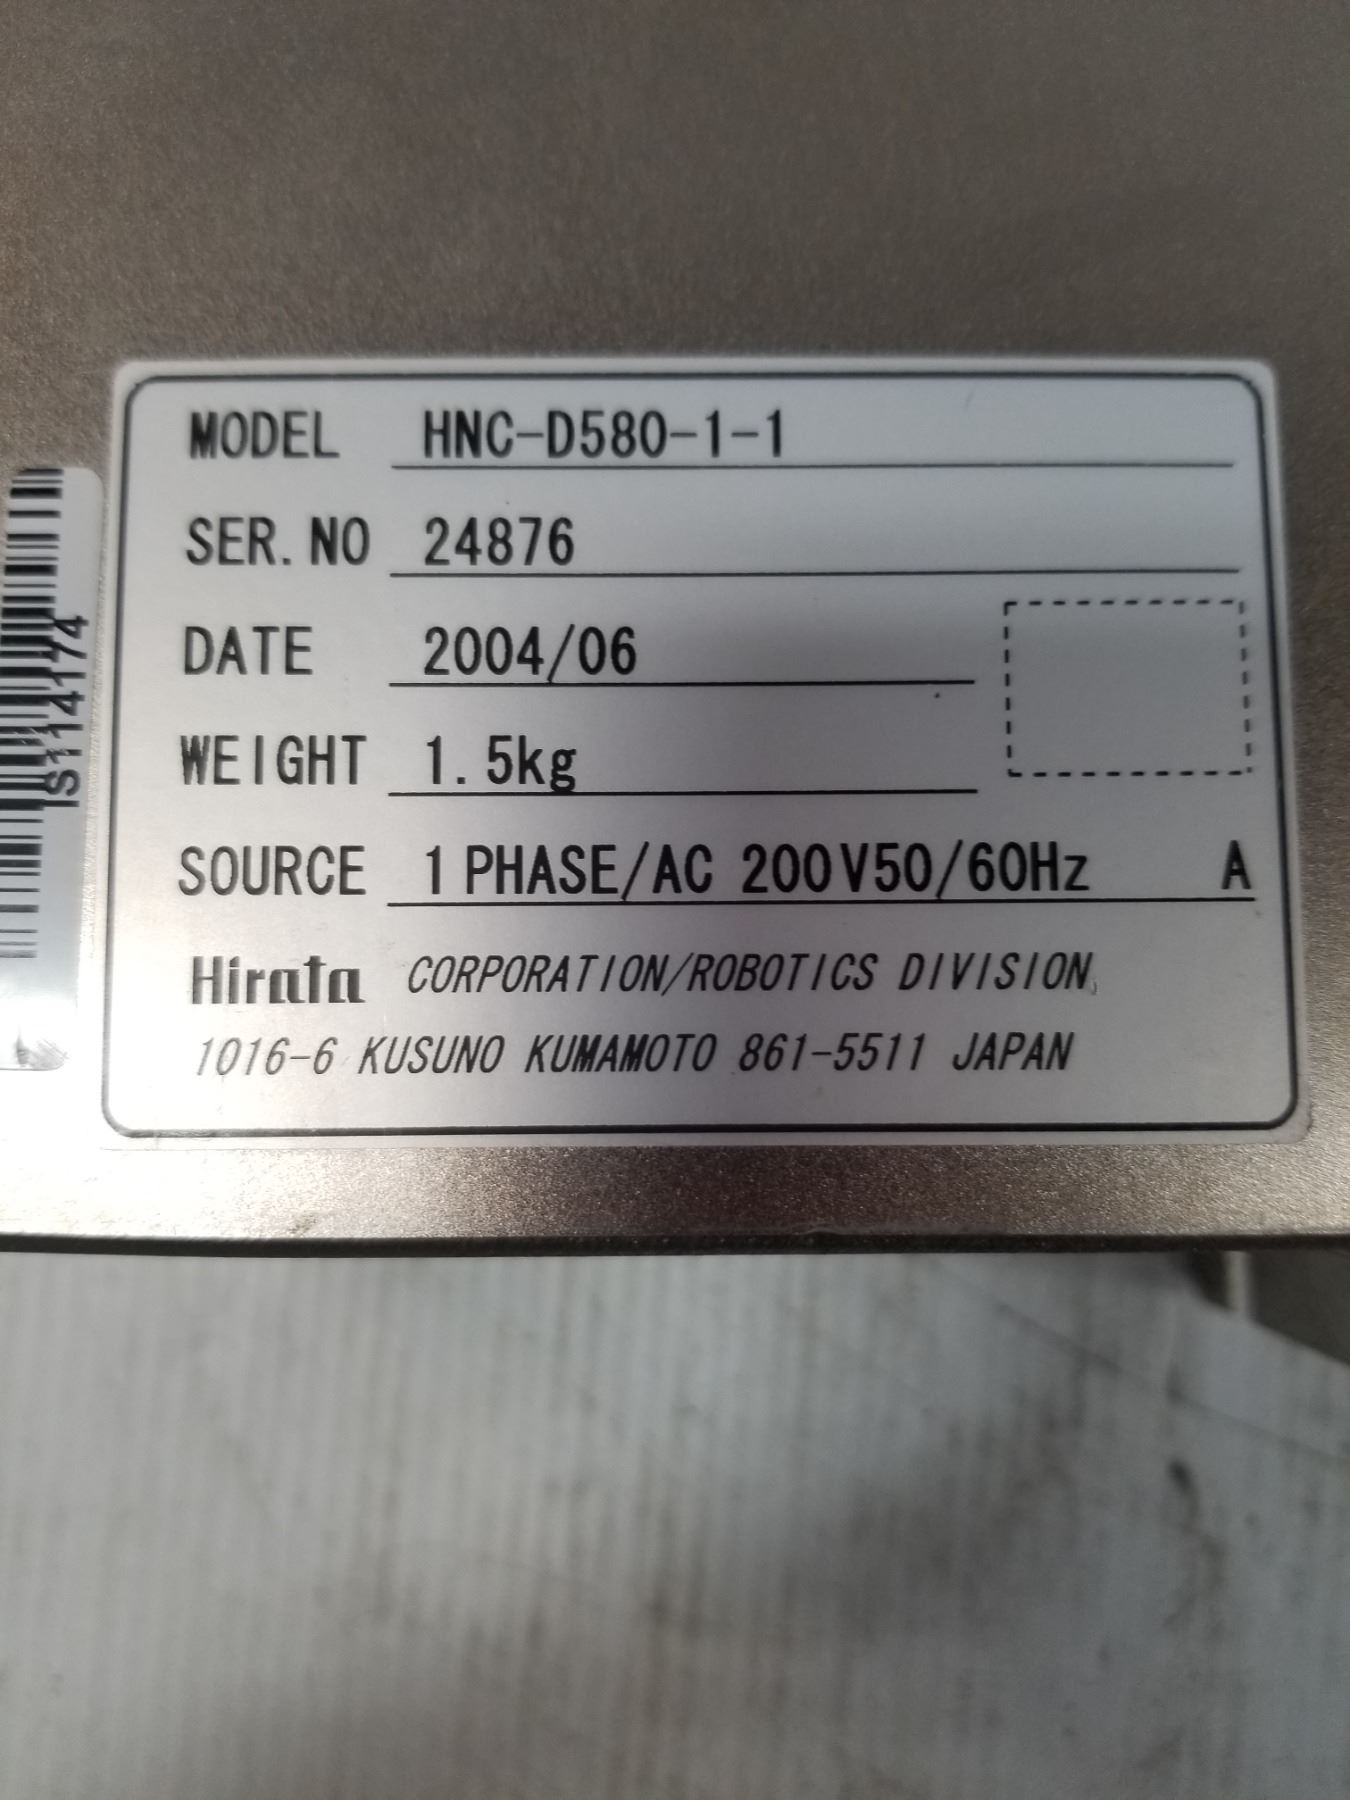 MODEL HNC-D580-1-1
SER. NO 24876
DATE 2004/06
WEIGHT 1. 5kg
SOURCE 1 PHASE/AC 200V50/60Hz A
Hirata CORPORATION/ROBOTICS DIVISION
1016-6 KUSUNO KUMAMOTO 861-5511 JAPAN
IS114174